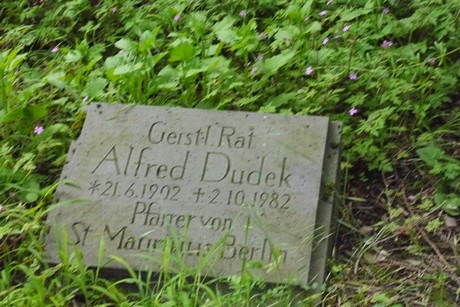 Geistl. Rat
Alfred Dudek
*21.6.1902 +2.10.1982
Pfarrer von
St Mauritius Berlin